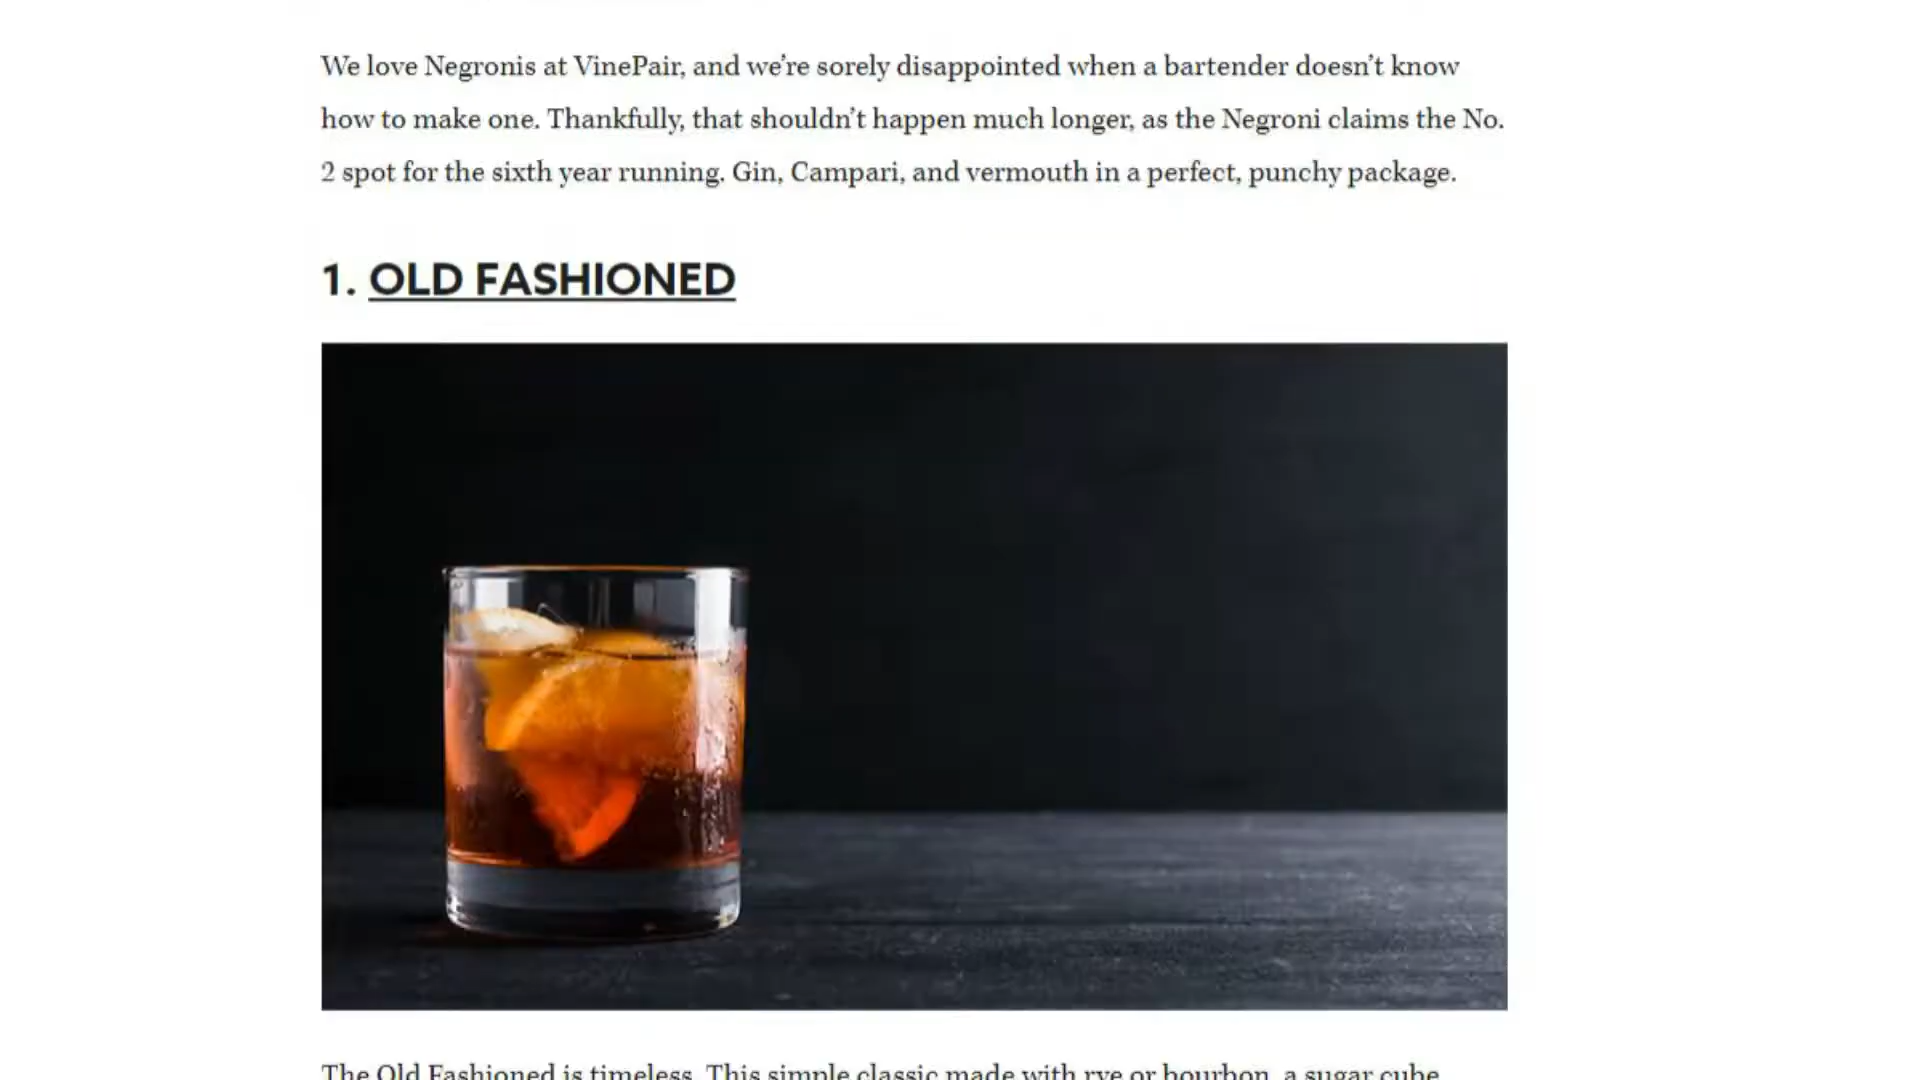 We love Negronis at VinePair, and we’re sorely disappointed when a bartender doesn’t know
how to make one. Thankfully, that shouldn’t happen much longer, as the Negroni claims the No.
2 spot for the sixth year running. Gin, Campari, and vermouth in a perfect, punchy package.
1. OLD FASHIONED
The Old Fashioned is timeless. This simple classic made with rye or bourbon, a sugar cube,